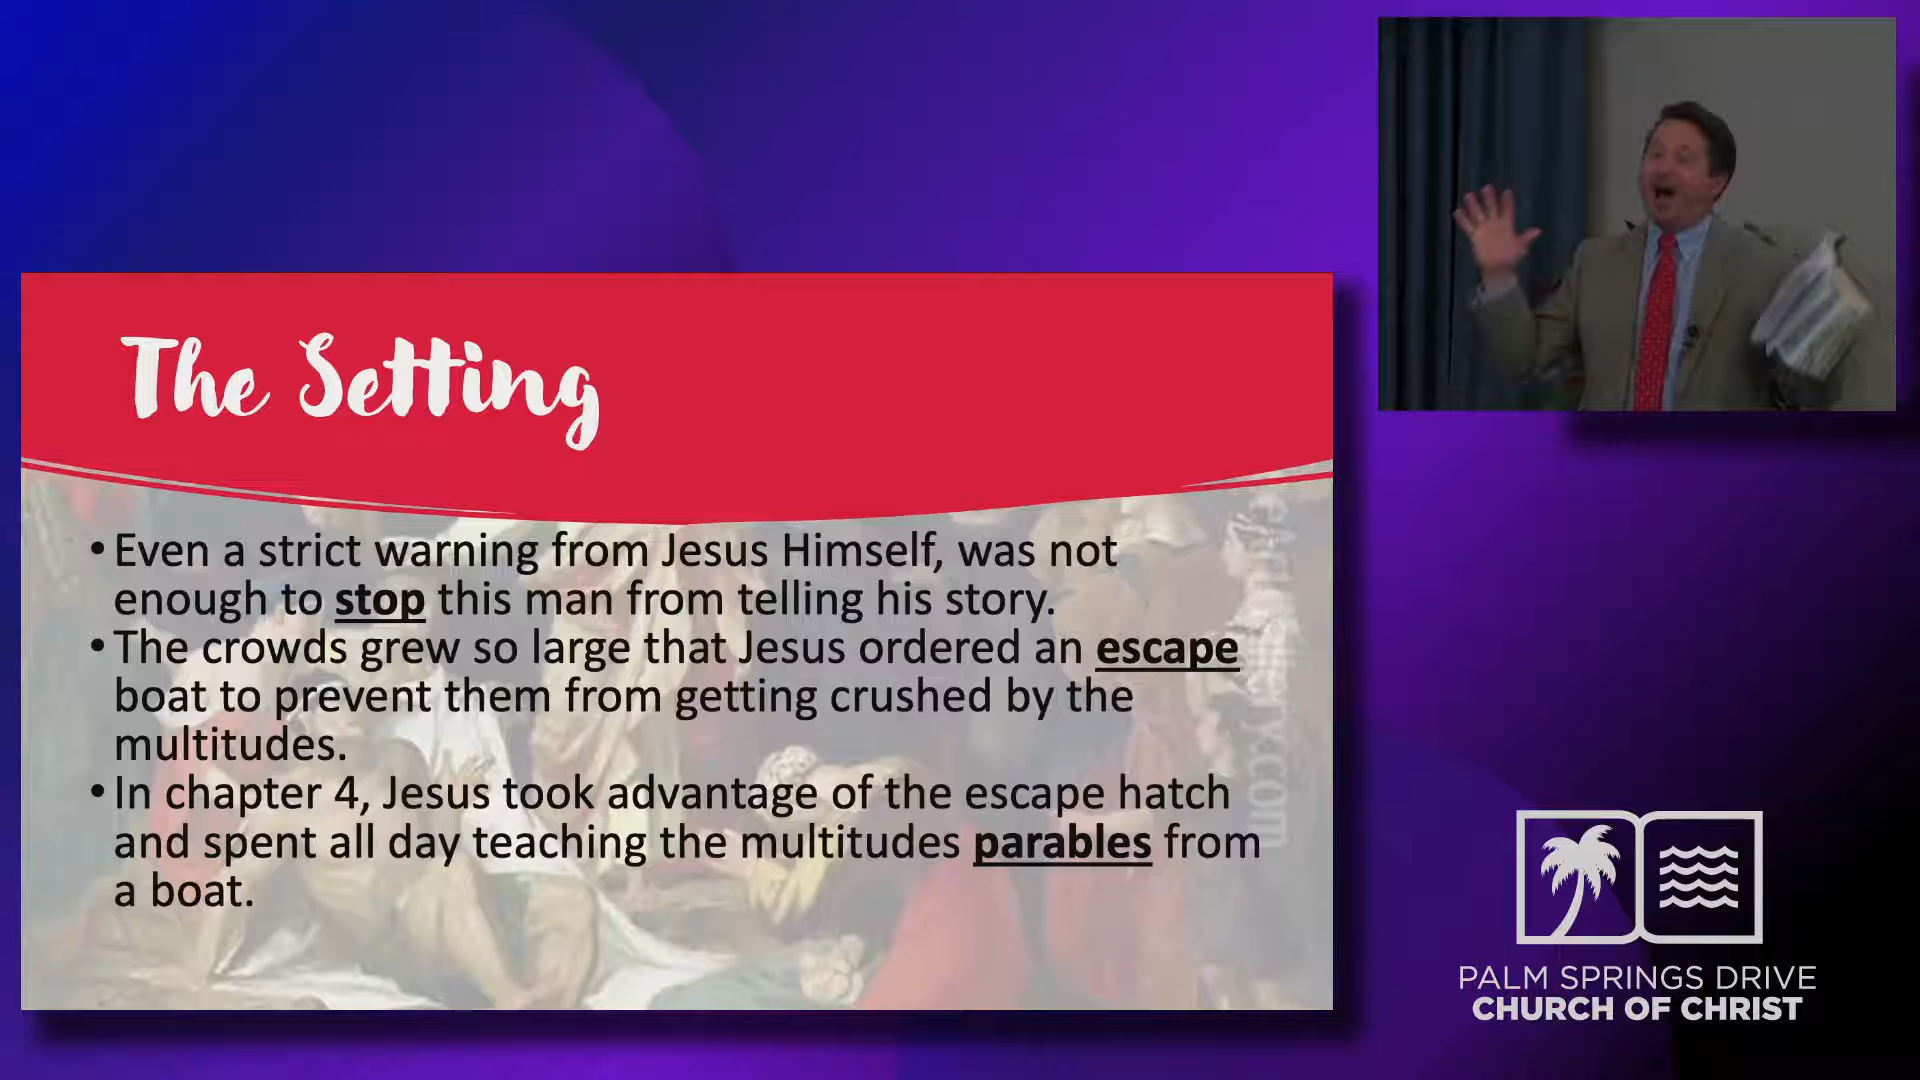 The Setting
• Even a strict warning from Jesus Himself, was not
enough to stop this man from telling his story.
• The crowds grew so large that Jesus ordered an escape
boat to prevent them from getting crushed by the
multitudes.
• In chapter 4, Jesus took advantage of the escape hatch
and spent all day teaching the multitudes parables from
a boat.
PALM SPRINGS DRIVE
CHURCH OF CHRIST